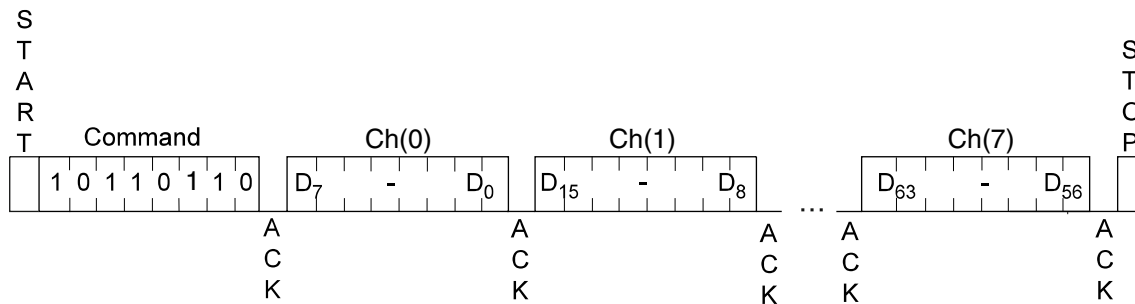 START
Command
Ch(0)
Ch(1)
Ch(7)
STOP
1 0 1 1 0 1 1 0
D7 - D0
D15 - D8
...
D63 - D56
ACK
ACK
ACK
ACK
ACK